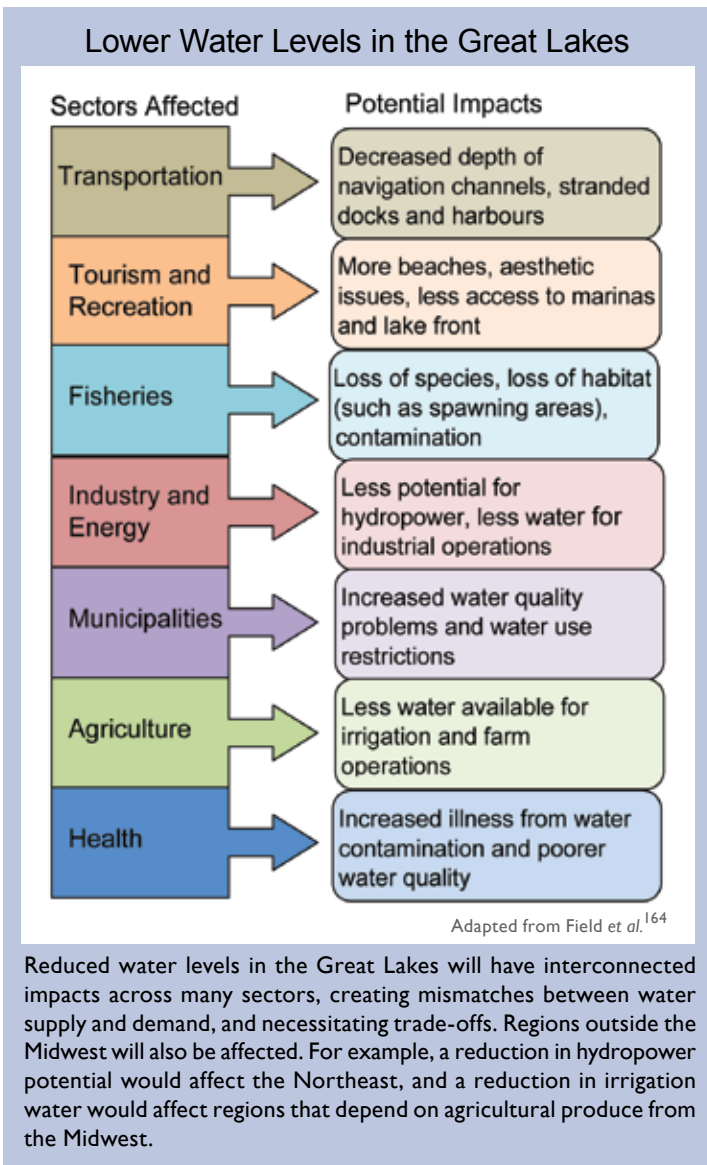 Lower Water Levels in the Great Lakes
Sectors Affected
Potential Impacts
Transportation
Decreased depth of
navigation channels, stranded
docks and harbours
Tourism and
Recreation
More beaches, aesthetic
issues, less access to marinas
and lake front
Fisheries
Loss of species, loss of habitat
(such as spawning areas),
contamination
Industry and
Energy
Less potential for
hydropower, less water for
industrial operations
Municipalities
Increased water quality
problems and water use
restrictions
Agriculture
Less water available for
irrigation and farm
operations
Health
Increased illness from water
contamination and poorer
water quality
Adapted from Field et al.164
Reduced water levels in the Great Lakes will have interconnected
impacts across many sectors, creating mismatches between water
supply and demand, and necessitating trade-offs. Regions outside the
Midwest will also be affected. For example, a reduction in hydropower
potential would affect the Northeast, and a reduction in irrigation
water would affect regions that depend on agricultural produce from
the Midwest.